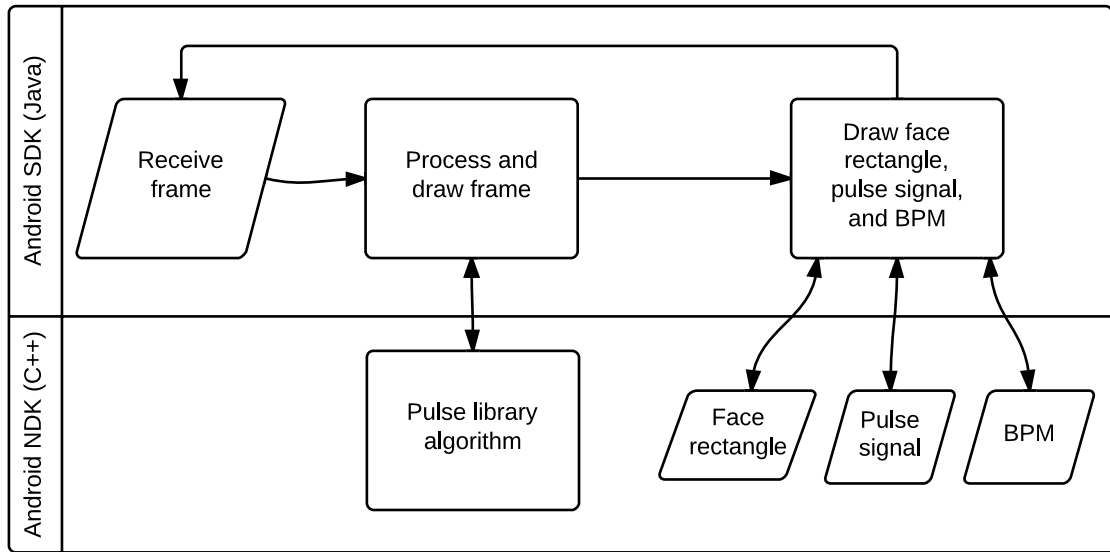 Android SDK (Java)
Receive
frame
Process and
draw frame
Draw face
rectangle,
pulse signal,
and BPM
Android NDK (C++)
Pulse library
algorithm
Face
rectangle
Pulse
signal
BPM